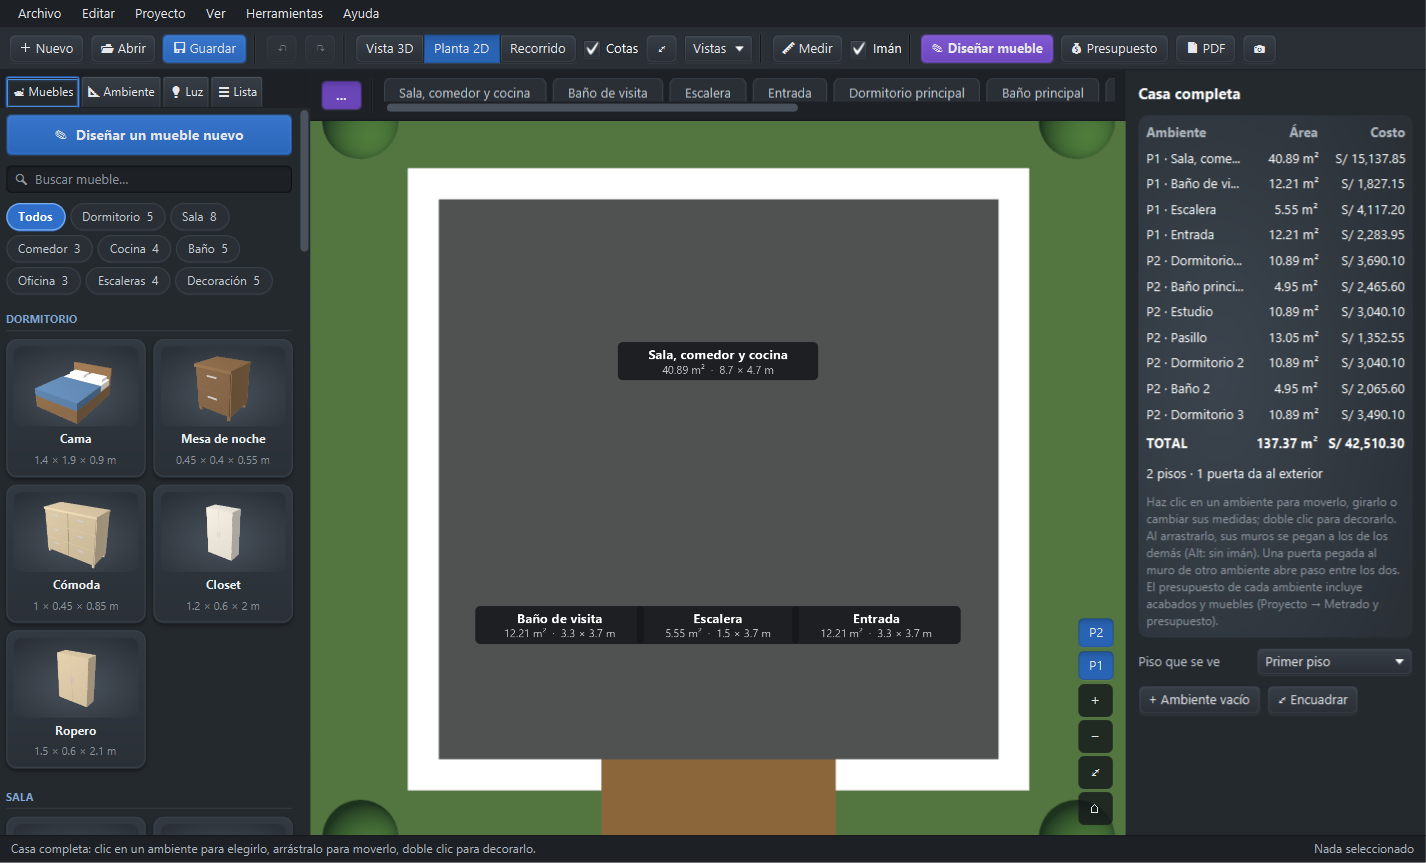 Archivo Editar Proyecto Ver Herramientas Ayuda
+ Nuevo Abrir Guardar Vista 3D Planta 2D Recorrido Cotas Vistas Medir Imán Diseñar mueble Presupuesto PDF
Muebles Ambiente Luz Lista
Diseñar un mueble nuevo
Buscar mueble...
Todos Dormitorio 5 Sala 8
Comedor 3 Cocina 4 Baño 5
Oficina 3 Escaleras 4 Decoración 5
DORMITORIO
Cama
1.4 × 1.9 × 0.9 m
Mesa de noche
0.45 × 0.4 × 0.55 m
Cómoda
1 × 0.45 × 0.85 m
Closet
1.2 × 0.6 × 2 m
Ropero
1.5 × 0.6 × 2.1 m
SALA
... Sala, comedor y cocina Baño de visita Escalera Entrada Dormitorio principal Baño principal
Sala, comedor y cocina
40.89 m² · 8.7 × 4.7 m
Baño de visita
12.21 m² · 3.3 × 3.7 m
Escalera
5.55 m² · 1.5 × 3.7 m
Entrada
12.21 m² · 3.3 × 3.7 m
P2
P1
+
−
Casa completa
Ambiente Área Costo
P1 · Sala, come... 40.89 m² S/ 15,137.85
P1 · Baño de vi... 12.21 m² S/ 1,827.15
P1 · Escalera 5.55 m² S/ 4,117.20
P1 · Entrada 12.21 m² S/ 2,283.95
P2 · Dormitorio... 10.89 m² S/ 3,690.10
P2 · Baño princi... 4.95 m² S/ 2,465.60
P2 · Estudio 10.89 m² S/ 3,040.10
P2 · Pasillo 13.05 m² S/ 1,352.55
P2 · Dormitorio 2 10.89 m² S/ 3,040.10
P2 · Baño 2 4.95 m² S/ 2,065.60
P2 · Dormitorio 3 10.89 m² S/ 3,490.10
TOTAL 137.37 m² S/ 42,510.30
2 pisos · 1 puerta da al exterior
Haz clic en un ambiente para moverlo, girarlo o
cambiar sus medidas; doble clic para decorarlo.
Al arrastrarlo, sus muros se pegan a los de los
demás (Alt: sin imán). Una puerta pegada al
muro de otro ambiente abre paso entre los dos.
El presupuesto de cada ambiente incluye
acabados y muebles (Proyecto → Metrado y
presupuesto).
Piso que se ve Primer piso
+ Ambiente vacío Encuadrar
Casa completa: clic en un ambiente para elegirlo, arrástralo para moverlo, doble clic para decorarlo.
Nada seleccionado